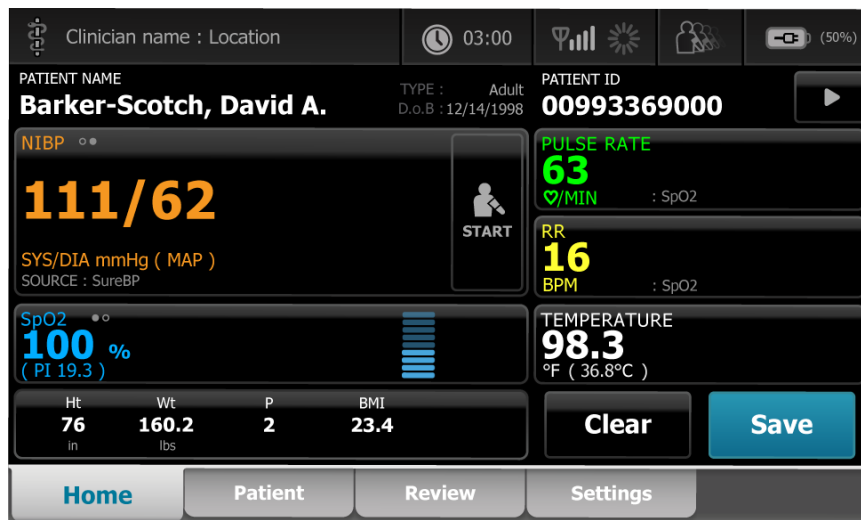 Clinician name : Location
03:00
(50%)
PATIENT NAME
Barker-Scotch, David A.
TYPE : Adult
D.o.B : 12/14/1998
PATIENT ID
00993369000
NIBP
111/62
SYS/DIA mmHg ( MAP )
SOURCE : SureBP
START
PULSE RATE
63
♡/MIN : SpO2
RR
16
BPM : SpO2
SpO2
100 %
( PI 19.3 )
TEMPERATURE
98.3
°F ( 36.8°C )
Ht Wt P BMI
76 160.2 2 23.4
in lbs
Clear
Save
Home Patient Review Settings